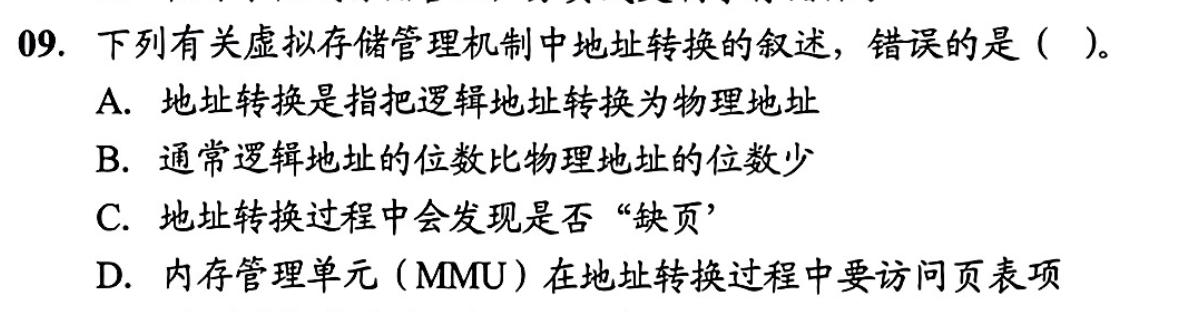 09. 下列有关虚拟存储管理机制中地址转换的叙述，错误的是（ ）。
A. 地址转换是指把逻辑地址转换为物理地址
B. 通常逻辑地址的位数比物理地址的位数少
C. 地址转换过程中会发现是否“缺页’
D. 内存管理单元（MMU）在地址转换过程中要访问页表项